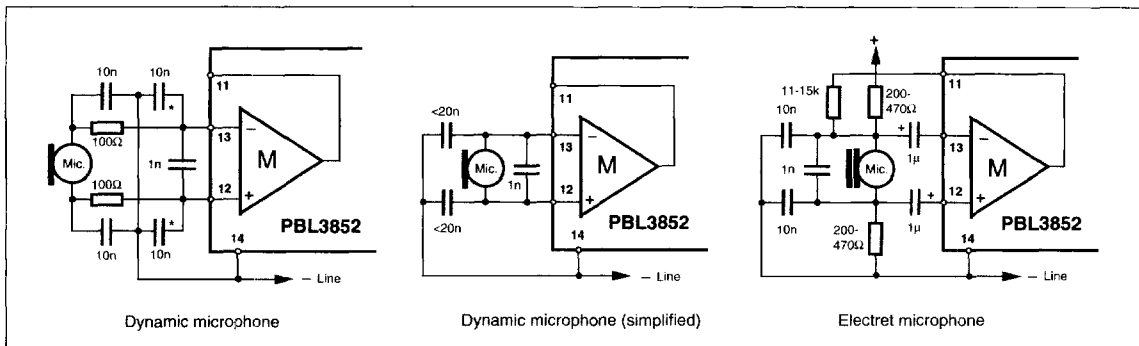 10n
10n
*
11
100Ω
13
−
Mic.
1n
M
100Ω
12
+
*
10n
10n
14
PBL3852
− Line
Dynamic microphone
<20n
11
13
−
Mic.
1n
M
12
+
<20n
14
PBL3852
− Line
Dynamic microphone (simplified)
+
11-15k
200-
470Ω
11
10n
+
13
−
1µ
1n
Mic.
M
12
+
+
10n
1µ
200-
470Ω
14
PBL3852
− Line
Electret microphone